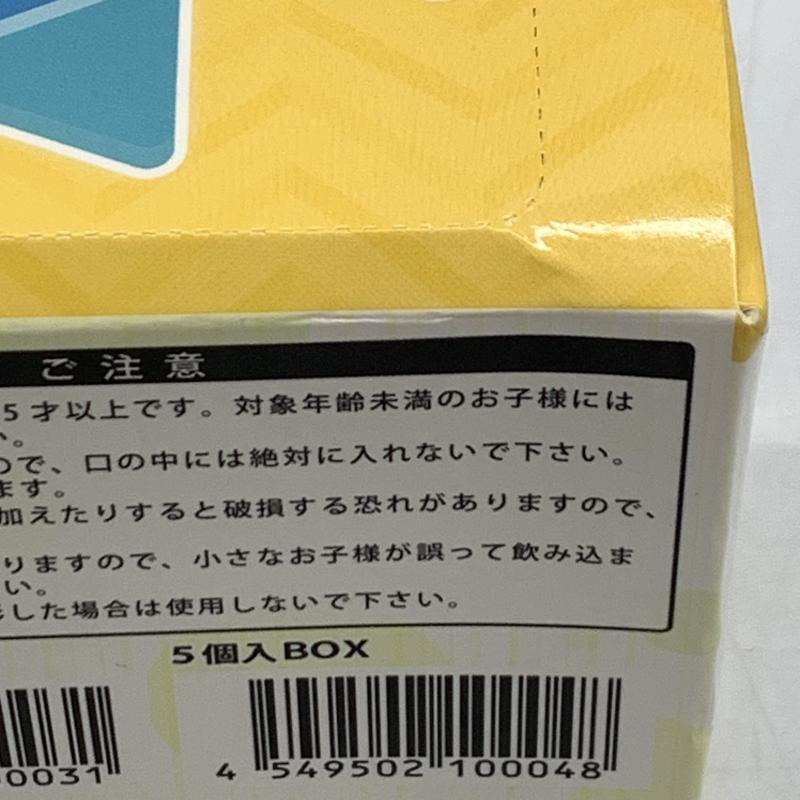 ご注意
5才以上です。対象年齢未満のお子様には
い。
ので、口の中には絶対に入れないで下さい。
ます。
加えたりすると破損する恐れがありますので、
りますので、小さなお子様が誤って飲み込ま
い。
した場合は使用しないで下さい。
5個入BOX
0031
4 549502 100048